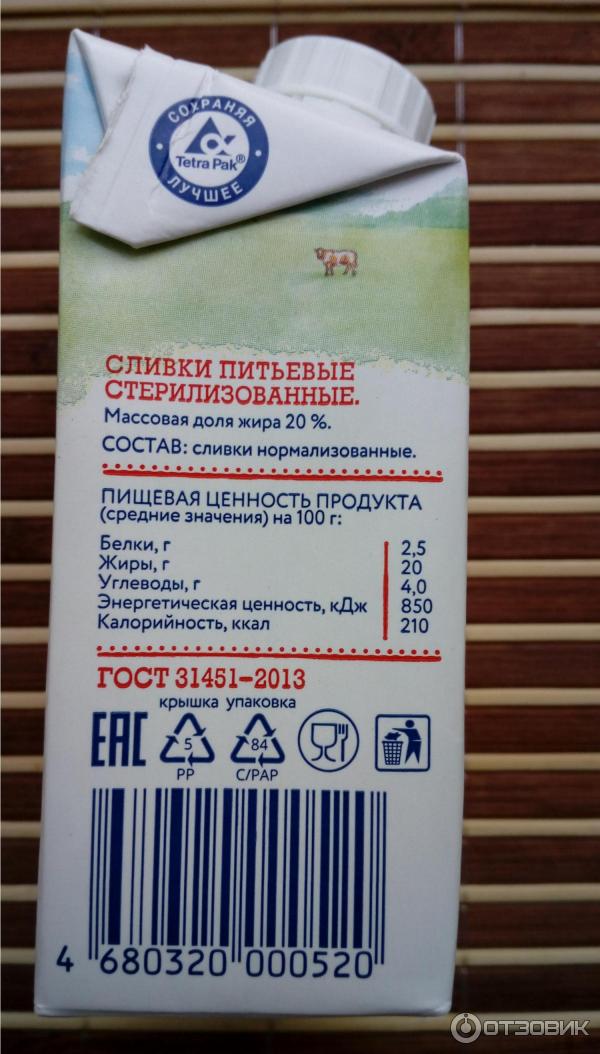 СОХРАНЯЯ
Tetra Pak®
ЛУЧШЕЕ
СЛИВКИ ПИТЬЕВЫЕ
СТЕРИЛИЗОВАННЫЕ.
Массовая доля жира 20 %.
СОСТАВ: сливки нормализованные.
ПИЩЕВАЯ ЦЕННОСТЬ ПРОДУКТА
(средние значения) на 100 г:
Белки, г 2,5
Жиры, г 20
Углеводы, г 4,0
Энергетическая ценность, кДж 850
Калорийность, ккал 210
ГОСТ 31451-2013
крышка упаковка
EAC 5 84
PP C/PAP
4 680320 000520
ОТЗОВИК